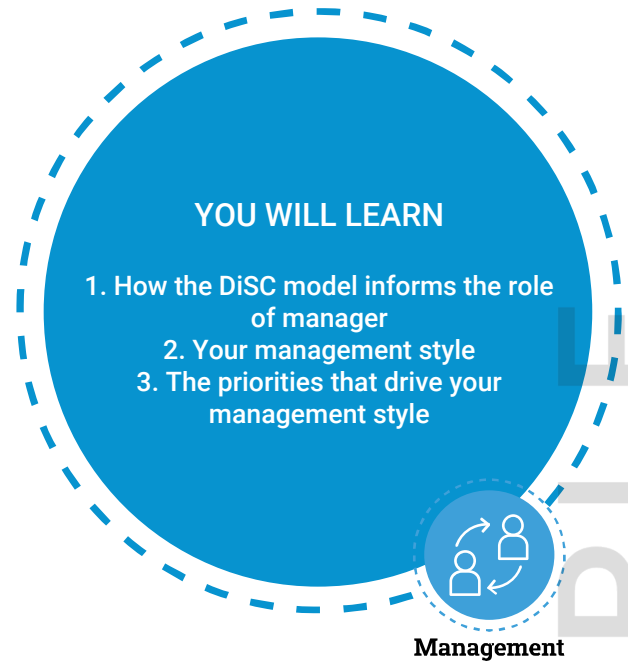 YOU WILL LEARN
1. How the DiSC model informs the role
of manager
2. Your management style
3. The priorities that drive your
management style
Management